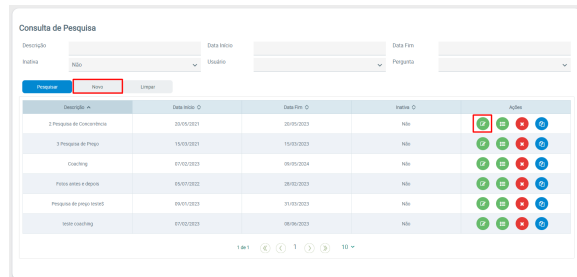 Consulta de Pesquisa
Descrição Data Início Data Fim
Inativa Não Usuário Pergunta
Pesquisar Novo Limpar
Descrição Data Início Data Fim Inativa Ações
2.Pesquisa de Concorrência 20/05/2021 20/05/2023 Não
3.Pesquisa de Preço 15/03/2021 15/03/2023 Não
Coaching 07/02/2023 09/05/2024 Não
Fotos antes e depois 05/07/2022 28/02/2023 Não
Pesquisa de preço teste5 09/01/2023 31/03/2023 Não
teste coaching 07/02/2023 08/06/2023 Não
1 de 1 1 10